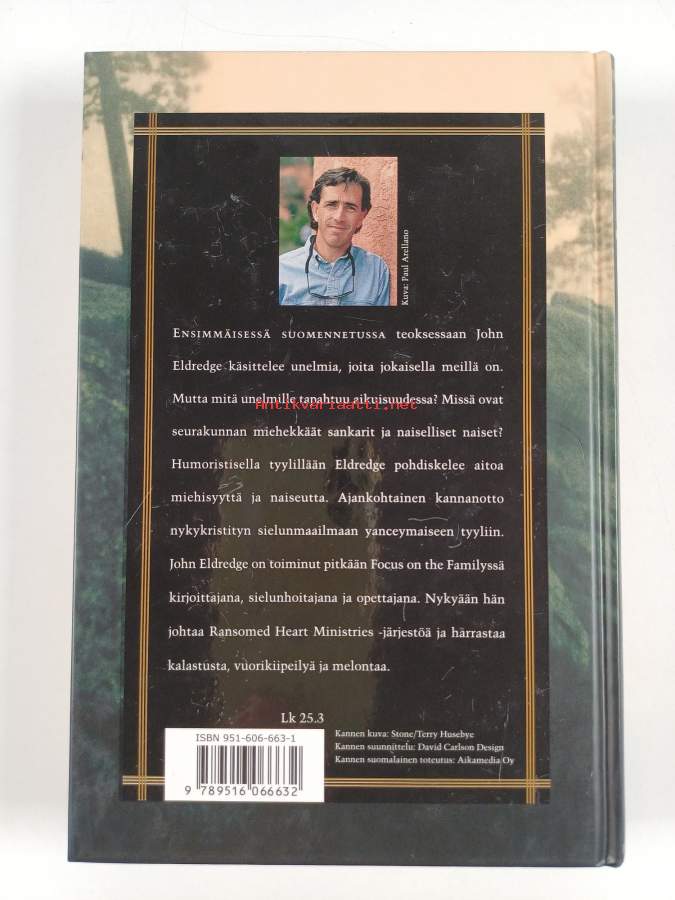 Kuva: Paul Arellano
ENSIMMÄISESSÄ SUOMENNETUSSA teoksessaan John
Eldredge käsittelee unelmia, joita jokaisella meillä on.
Mutta mitä unelmille tapahtuu aikuisuudessa? Missä ovat
Antikvariaatti.net
seurakunnan miehekkäät sankarit ja naiselliset naiset?
Humoristisella tyylillään Eldredge pohdiskelee aitoa
miehisyyttä ja naiseutta. Ajankohtainen kannanotto
nykykristityn sielunmaailmaan yanceymaiseen tyyliin.
John Eldredge on toiminut pitkään Focus on the Familyssä
kirjoittajana, sielunhoitajana ja opettajana. Nykyään hän
johtaa Ransomed Heart Ministries -järjestöä ja harrastaa
kalastusta, vuorikiipeilyä ja melontaa.
Lk 25.3
ISBN 951-606-663-1
9 789516 066632
Kannen kuva: Stone/Terry Husebye
Kannen suunnittelu: David Carlson Design
Kannen suomalainen toteutus: Aikamedia Oy